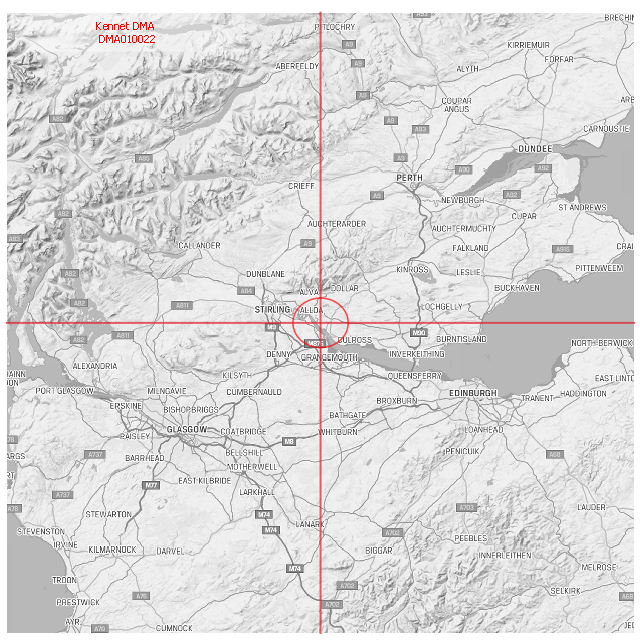 Kennet DMA
DMA010022
PITLOCHRY
BRECHIN
A9
KIRRIEMUIR
A9
FORFAR
ABERFELDY
ALYTH
A9
COUPAR
ANGUS
A82
A9
A93
CARNOUSTIE
DUNDEE
A85
A9
A90
A92
PERTH
CRIEFF
A9
A92
NEWBURGH
ST ANDREWS
A82
CUPAR
AUCHTERARDER
AUCHTERMUCHTY
CALLANDER
A9
FALKLAND
A915
DUNBLANE
KINROSS
LESLIE
PITTENWEEM
A82
DOLLAR
BUCKHAVEN
A84
ALVA
A82
A811
STIRLING
ALLOA
LOCHGELLY
M9
M90
A82
A811
CULROSS
BURNTISLAND
NORTH BERWICK
DENNY
GRANGEMOUTH
INVERKEITHING
ALEXANDRIA
KILSYTH
QUEENSFERRY
PORT GLASGOW
MILNGAVIE
CUMBERNAULD
EDINBURGH
HADDINGTON
TRANENT
BROXBURN
ERSKINE
BISHOPBRIGGS
BATHGATE
GLASGOW
COATBRIDGE
WHITBURN
LOANHEAD
PAISLEY
M8
BELLSHILL
PENICUIK
A737
BARRHEAD
A68
MOTHERWELL
M77
EAST KILBRIDE
A737
LARKHALL
A703
LAUDER
STEWARTON
M74
LANARK
STEVENSTON
M74
A702
PEEBLES
IRVINE
KILMARNOCK
DARVEL
BIGGAR
INNERLEITHEN
M74
MELROSE
TROON
A702
SELKIRK
PRESTWICK
A76
A702
AYR
A70
CUMNOCK